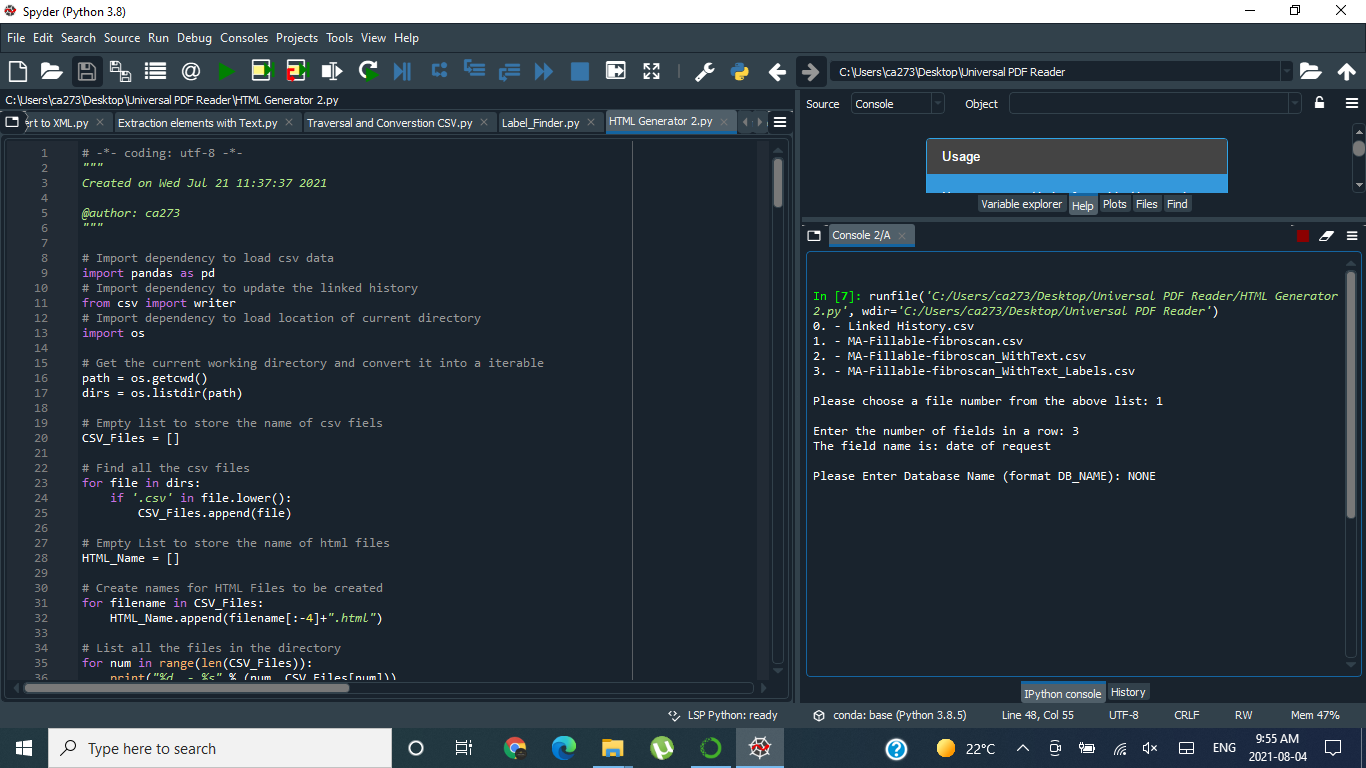 Spyder (Python 3.8)
File Edit Search Source Run Debug Consoles Projects Tools View Help
C:\Users\ca273\Desktop\Universal PDF Reader
C:\Users\ca273\Desktop\Universal PDF Reader\HTML Generator 2.py
ert to XML.py Extraction elements with Text.py Traversal and Converstion CSV.py Label_Finder.py HTML Generator 2.py
1 # -*- coding: utf-8 -*-
2 """
3 Created on Wed Jul 21 11:37:37 2021
4
5 @author: ca273
6 """
7
8 # Import dependency to load csv data
9 import pandas as pd
10 # Import dependency to update the linked history
11 from csv import writer
12 # Import dependency to load location of current directory
13 import os
14
15 # Get the current working directory and convert it into a iterable
16 path = os.getcwd()
17 dirs = os.listdir(path)
18
19 # Empty list to store the name of csv fiels
20 CSV_Files = []
21
22 # Find all the csv files
23 for file in dirs:
24     if '.csv' in file.lower():
25         CSV_Files.append(file)
26
27 # Empty List to store the name of html files
28 HTML_Name = []
29
30 # Create names for HTML Files to be created
31 for filename in CSV_Files:
32     HTML_Name.append(filename[:-4]+".html")
33
34 # List all the files in the directory
35 for num in range(len(CSV_Files)):
36     print("%d. - %s" % (num, CSV_Files[num]))
Source Console Object
Usage
Variable explorer Help Plots Files Find
Console 2/A
In [7]: runfile('C:/Users/ca273/Desktop/Universal PDF Reader/HTML Generator
2.py', wdir='C:/Users/ca273/Desktop/Universal PDF Reader')
0. - Linked History.csv
1. - MA-Fillable-fibroscan.csv
2. - MA-Fillable-fibroscan_WithText.csv
3. - MA-Fillable-fibroscan_WithText_Labels.csv
Please choose a file number from the above list: 1
Enter the number of fields in a row: 3
The field name is: date of request
Please Enter Database Name (format DB_NAME): NONE
IPython console History
LSP Python: ready conda: base (Python 3.8.5) Line 48, Col 55 UTF-8 CRLF RW Mem 47%
Type here to search
22°C ENG 9:55 AM
2021-08-04